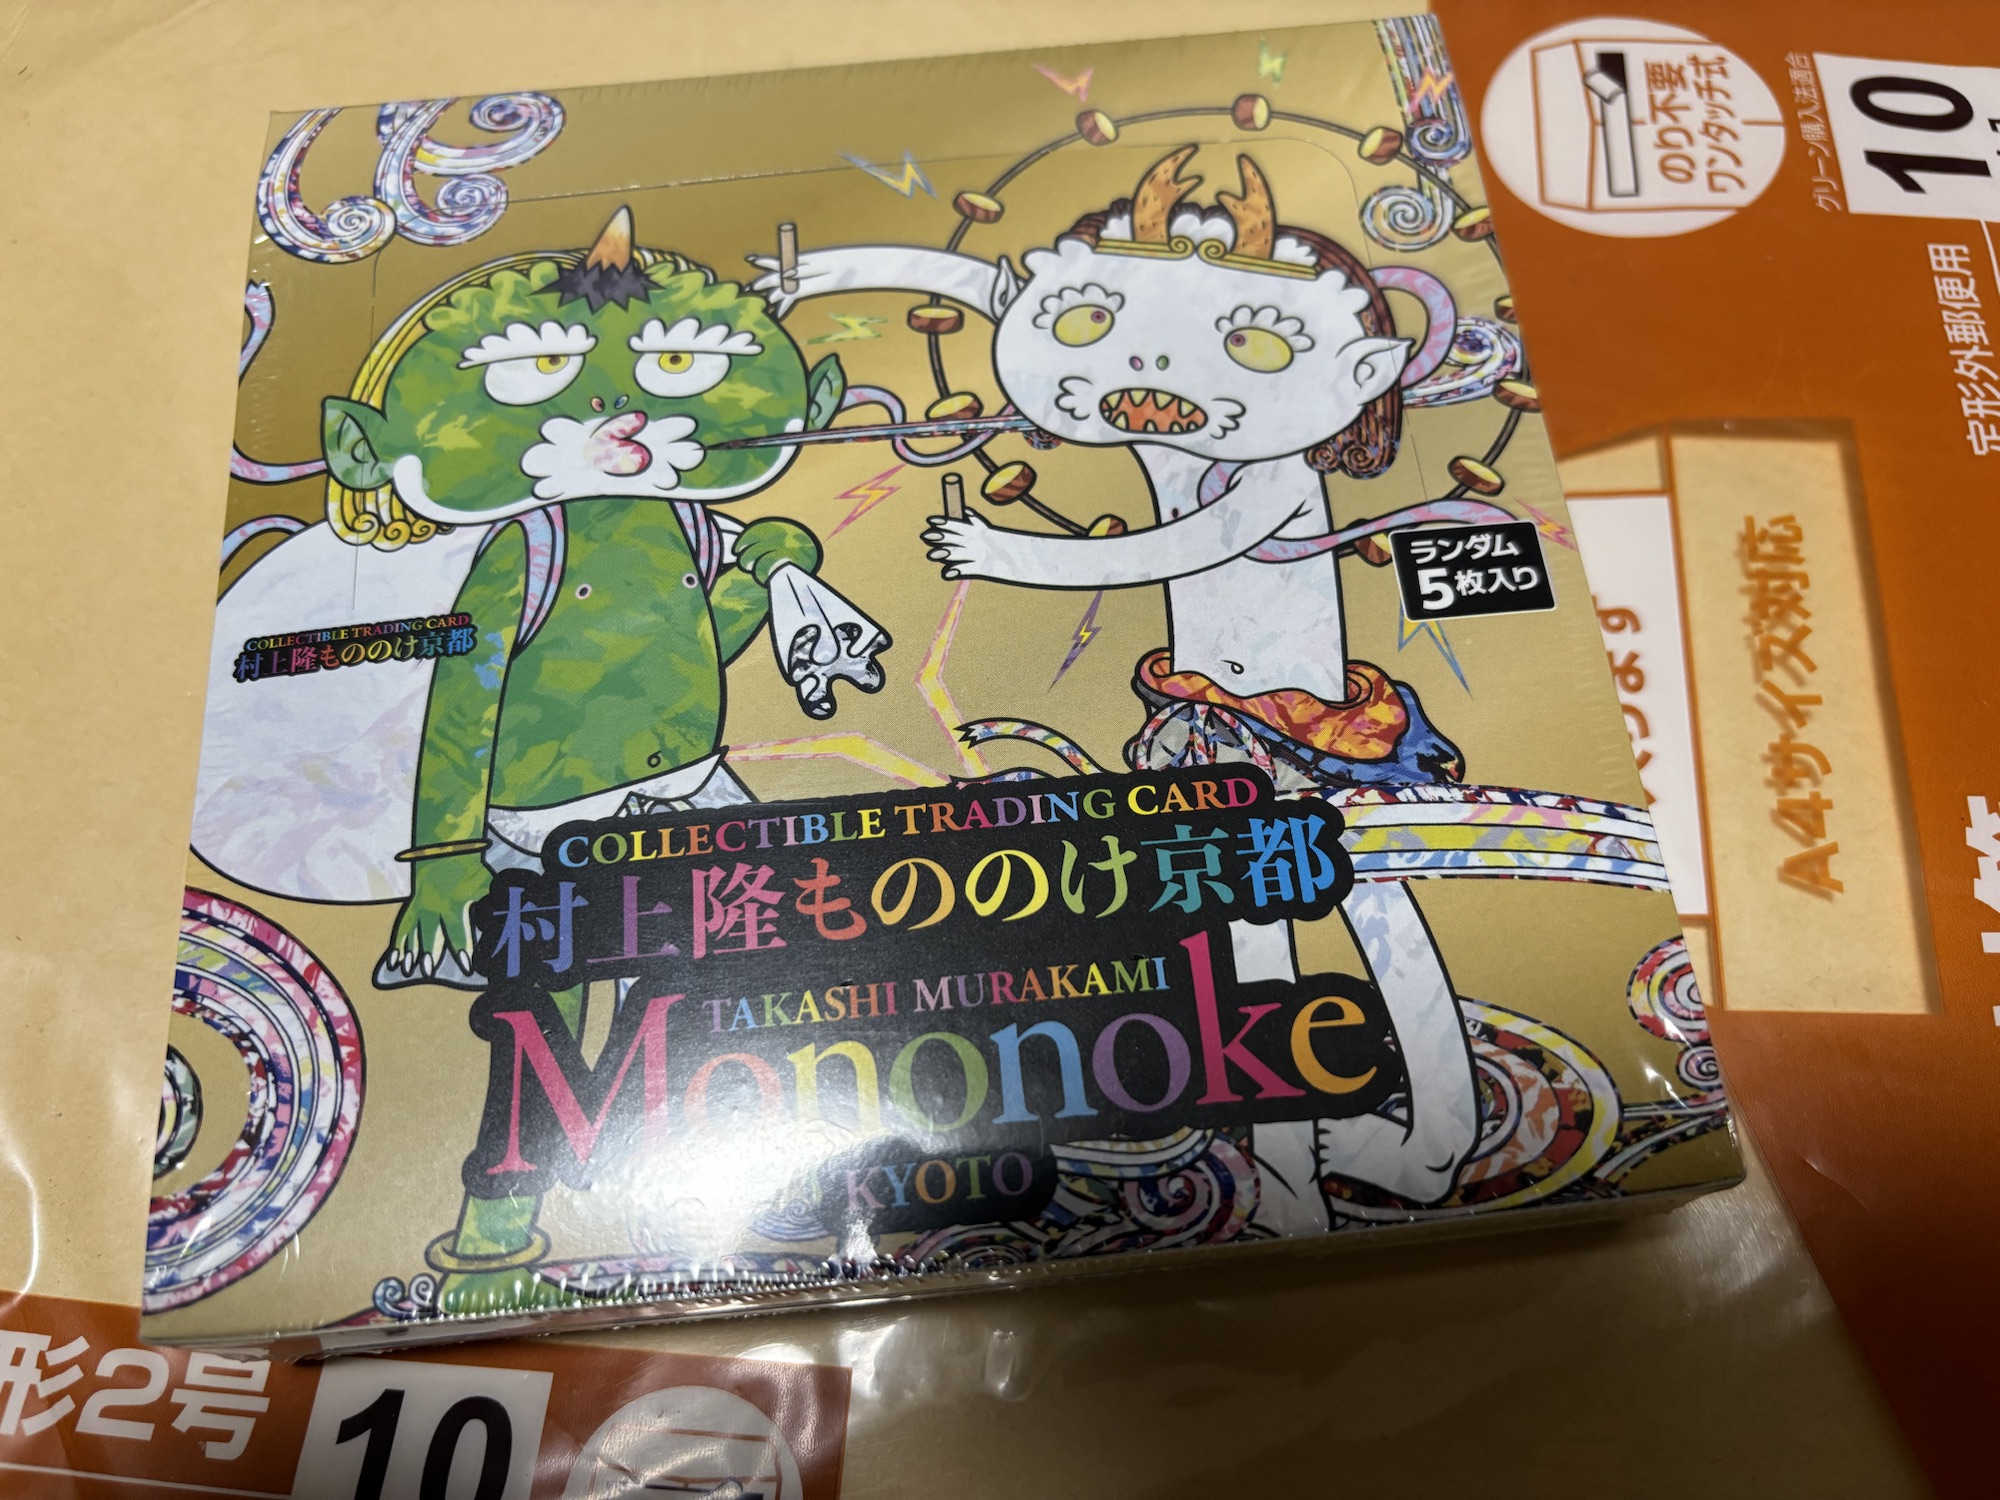 COLLECTIBLE TRADING CARD
村上隆もののけ京都
ランダム
5枚入り
COLLECTIBLE TRADING CARD
村上隆もののけ京都
TAKASHI MURAKAMI
Mononoke
KYOTO
のり不要
ワンタッチ式
グリーン購入法適合
10
定形外郵便用
ります
A4サイズ対応
形2号
10